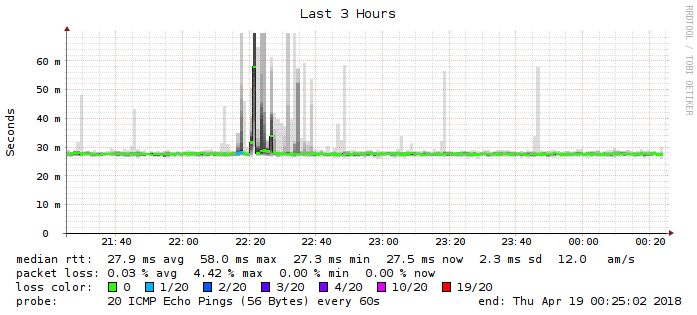 Last 3 Hours
RRDTOOL / TOBI OETIKER
Seconds
60 m
50 m
40 m
30 m
20 m
10 m
0
21:40 22:00 22:20 22:40 23:00 23:20 23:40 00:00 00:20
median rtt: 27.9 ms avg 58.0 ms max 27.3 ms min 27.5 ms now 2.3 ms sd 12.0 am/s
packet loss: 0.03 % avg 4.42 % max 0.00 % min 0.00 % now
loss color: 0 1/20 2/20 3/20 4/20 10/20 19/20
probe: 20 ICMP Echo Pings (56 Bytes) every 60s end: Thu Apr 19 00:25:02 2018